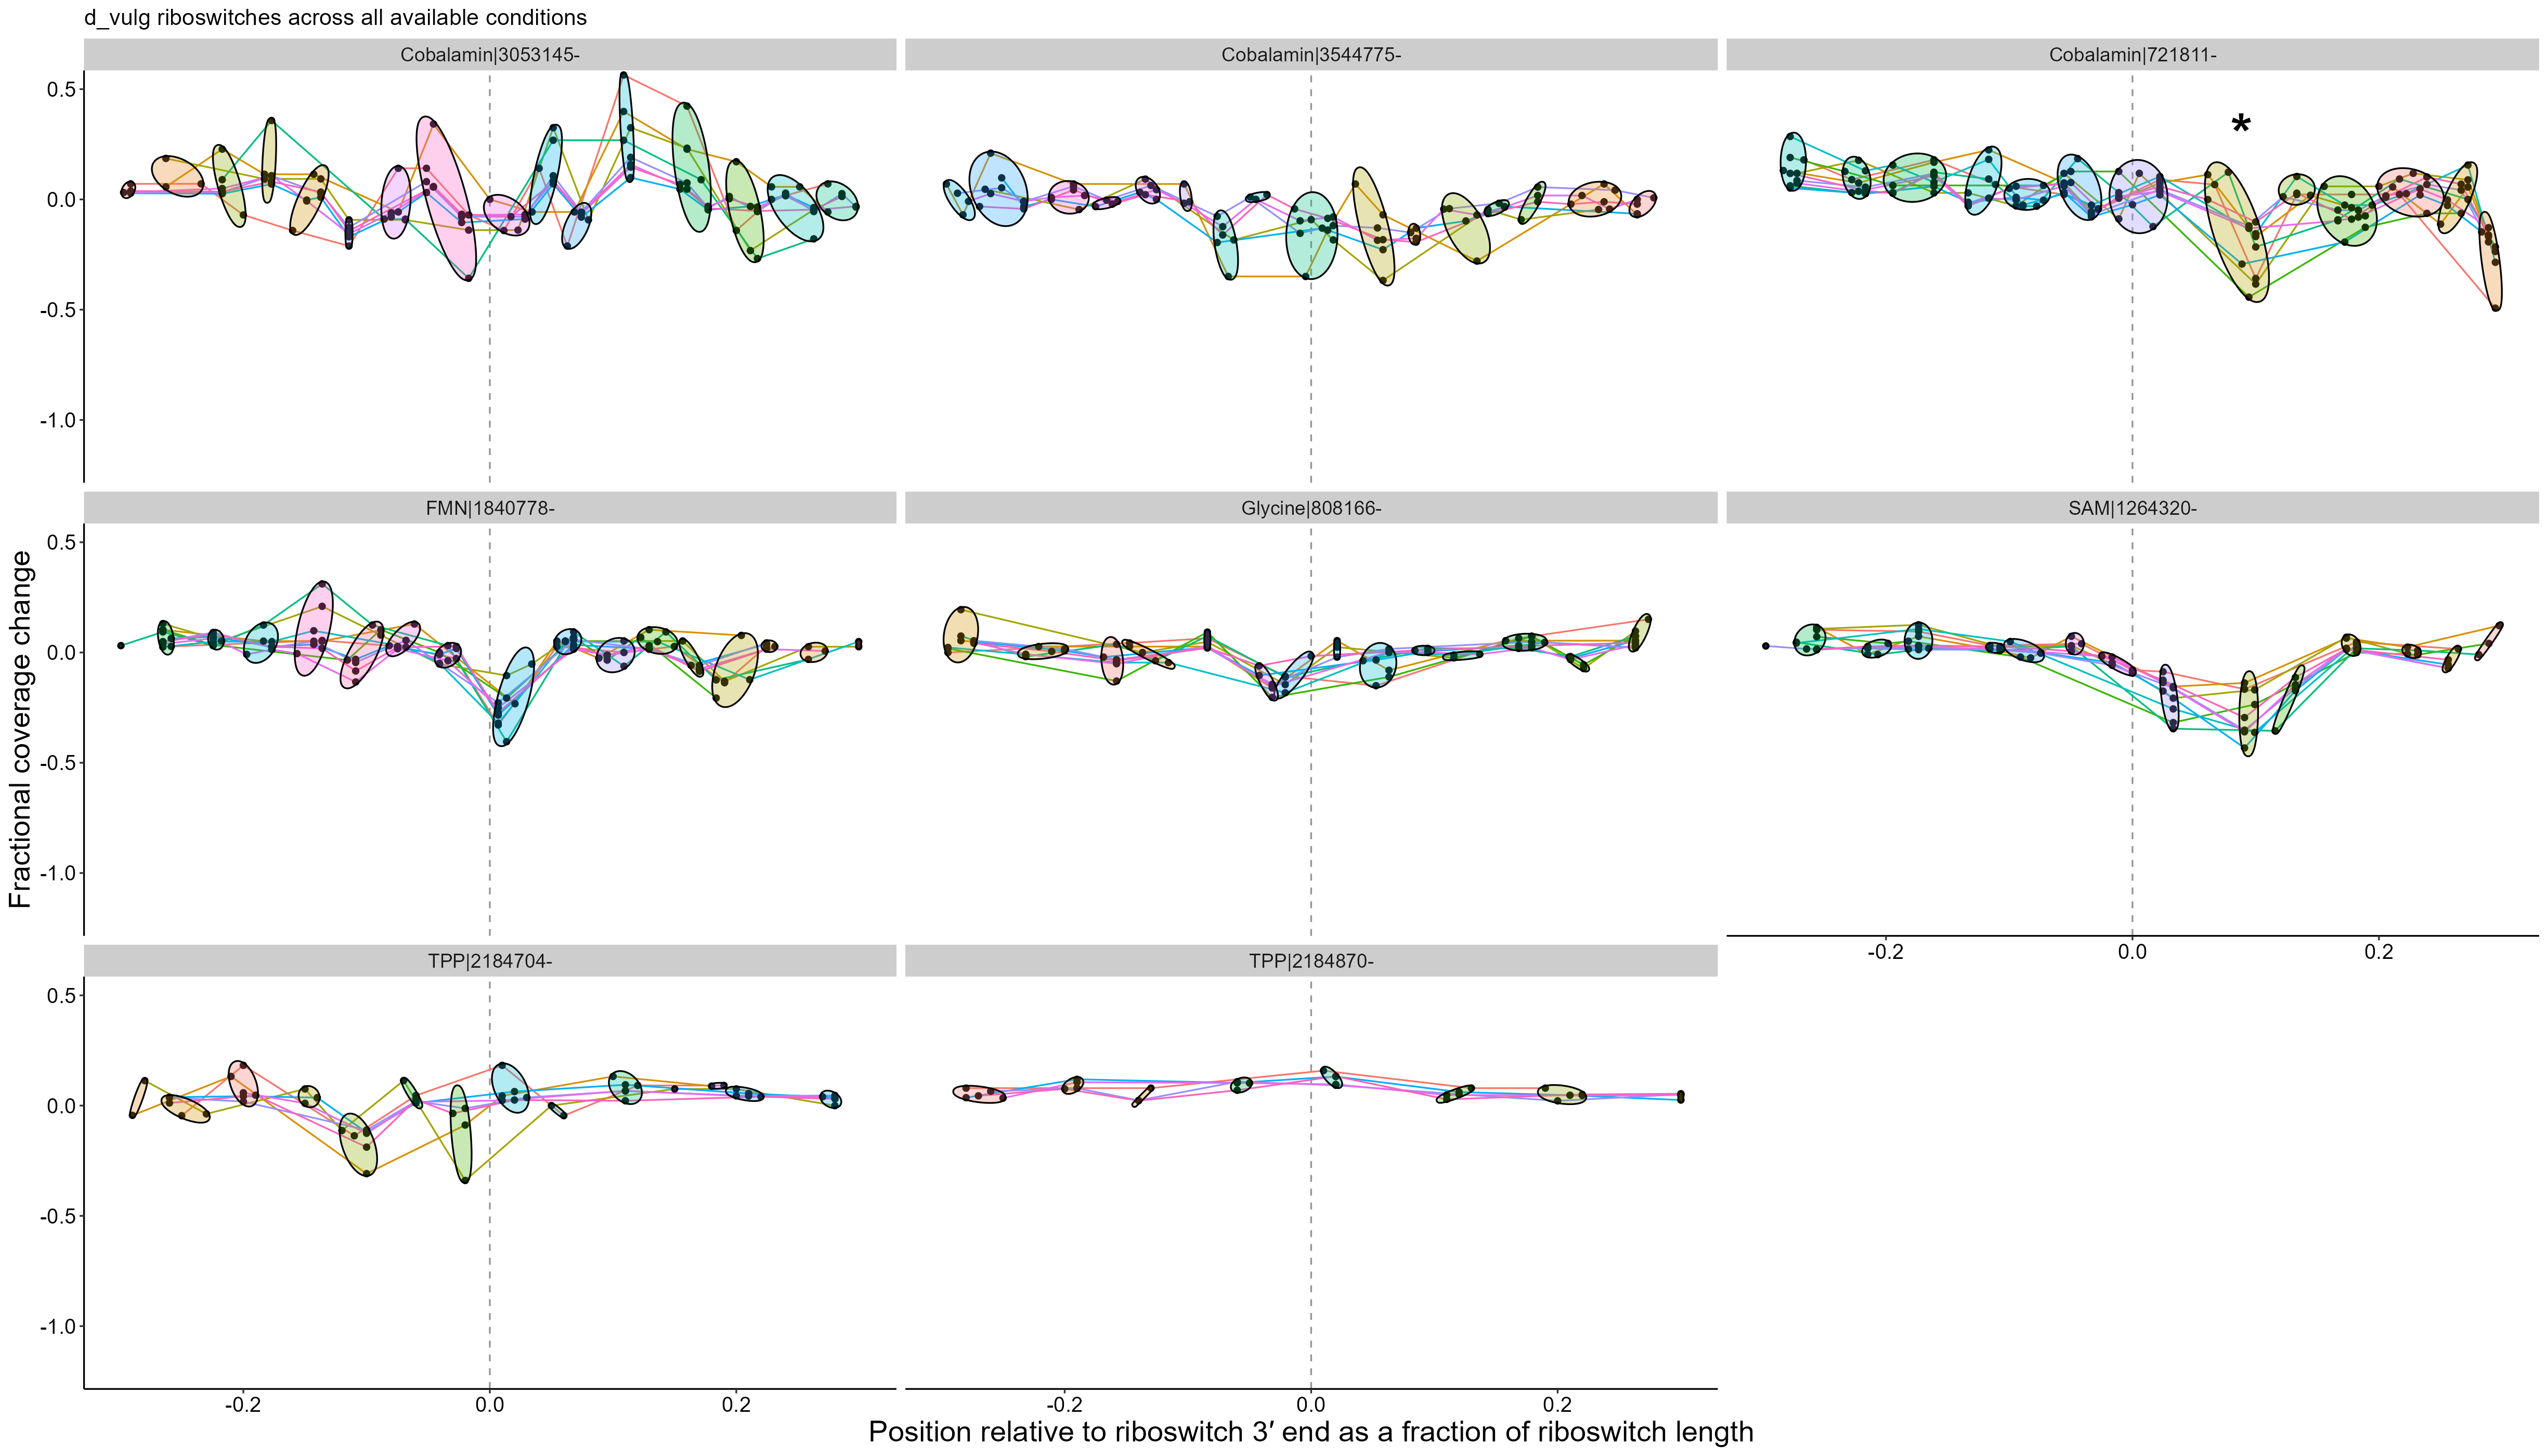 d_vulg riboswitches across all available conditions
Cobalamin|3053145-
Cobalamin|3544775-
Cobalamin|721811-
0.5
0.0
-0.5
-1.0
*
FMN|1840778-
Glycine|808166-
SAM|1264320-
0.5
0.0
-0.5
-1.0
-0.2
0.0
0.2
TPP|2184704-
TPP|2184870-
0.5
0.0
-0.5
-1.0
-0.2
0.0
0.2
-0.2
0.0
0.2
Fractional coverage change
Position relative to riboswitch 3′ end as a fraction of riboswitch length